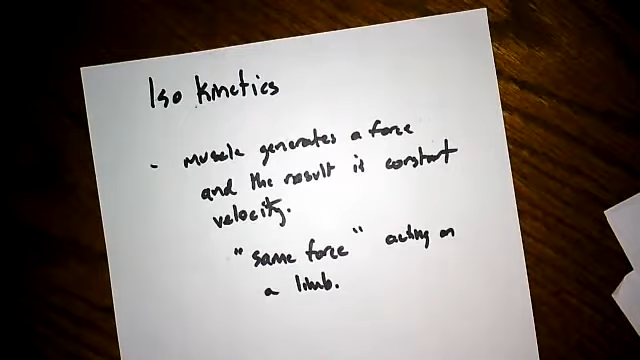 Iso Kinetics
- Muscle generates a force
and the result is constant
velocity.
"same force" acting on
a limb.